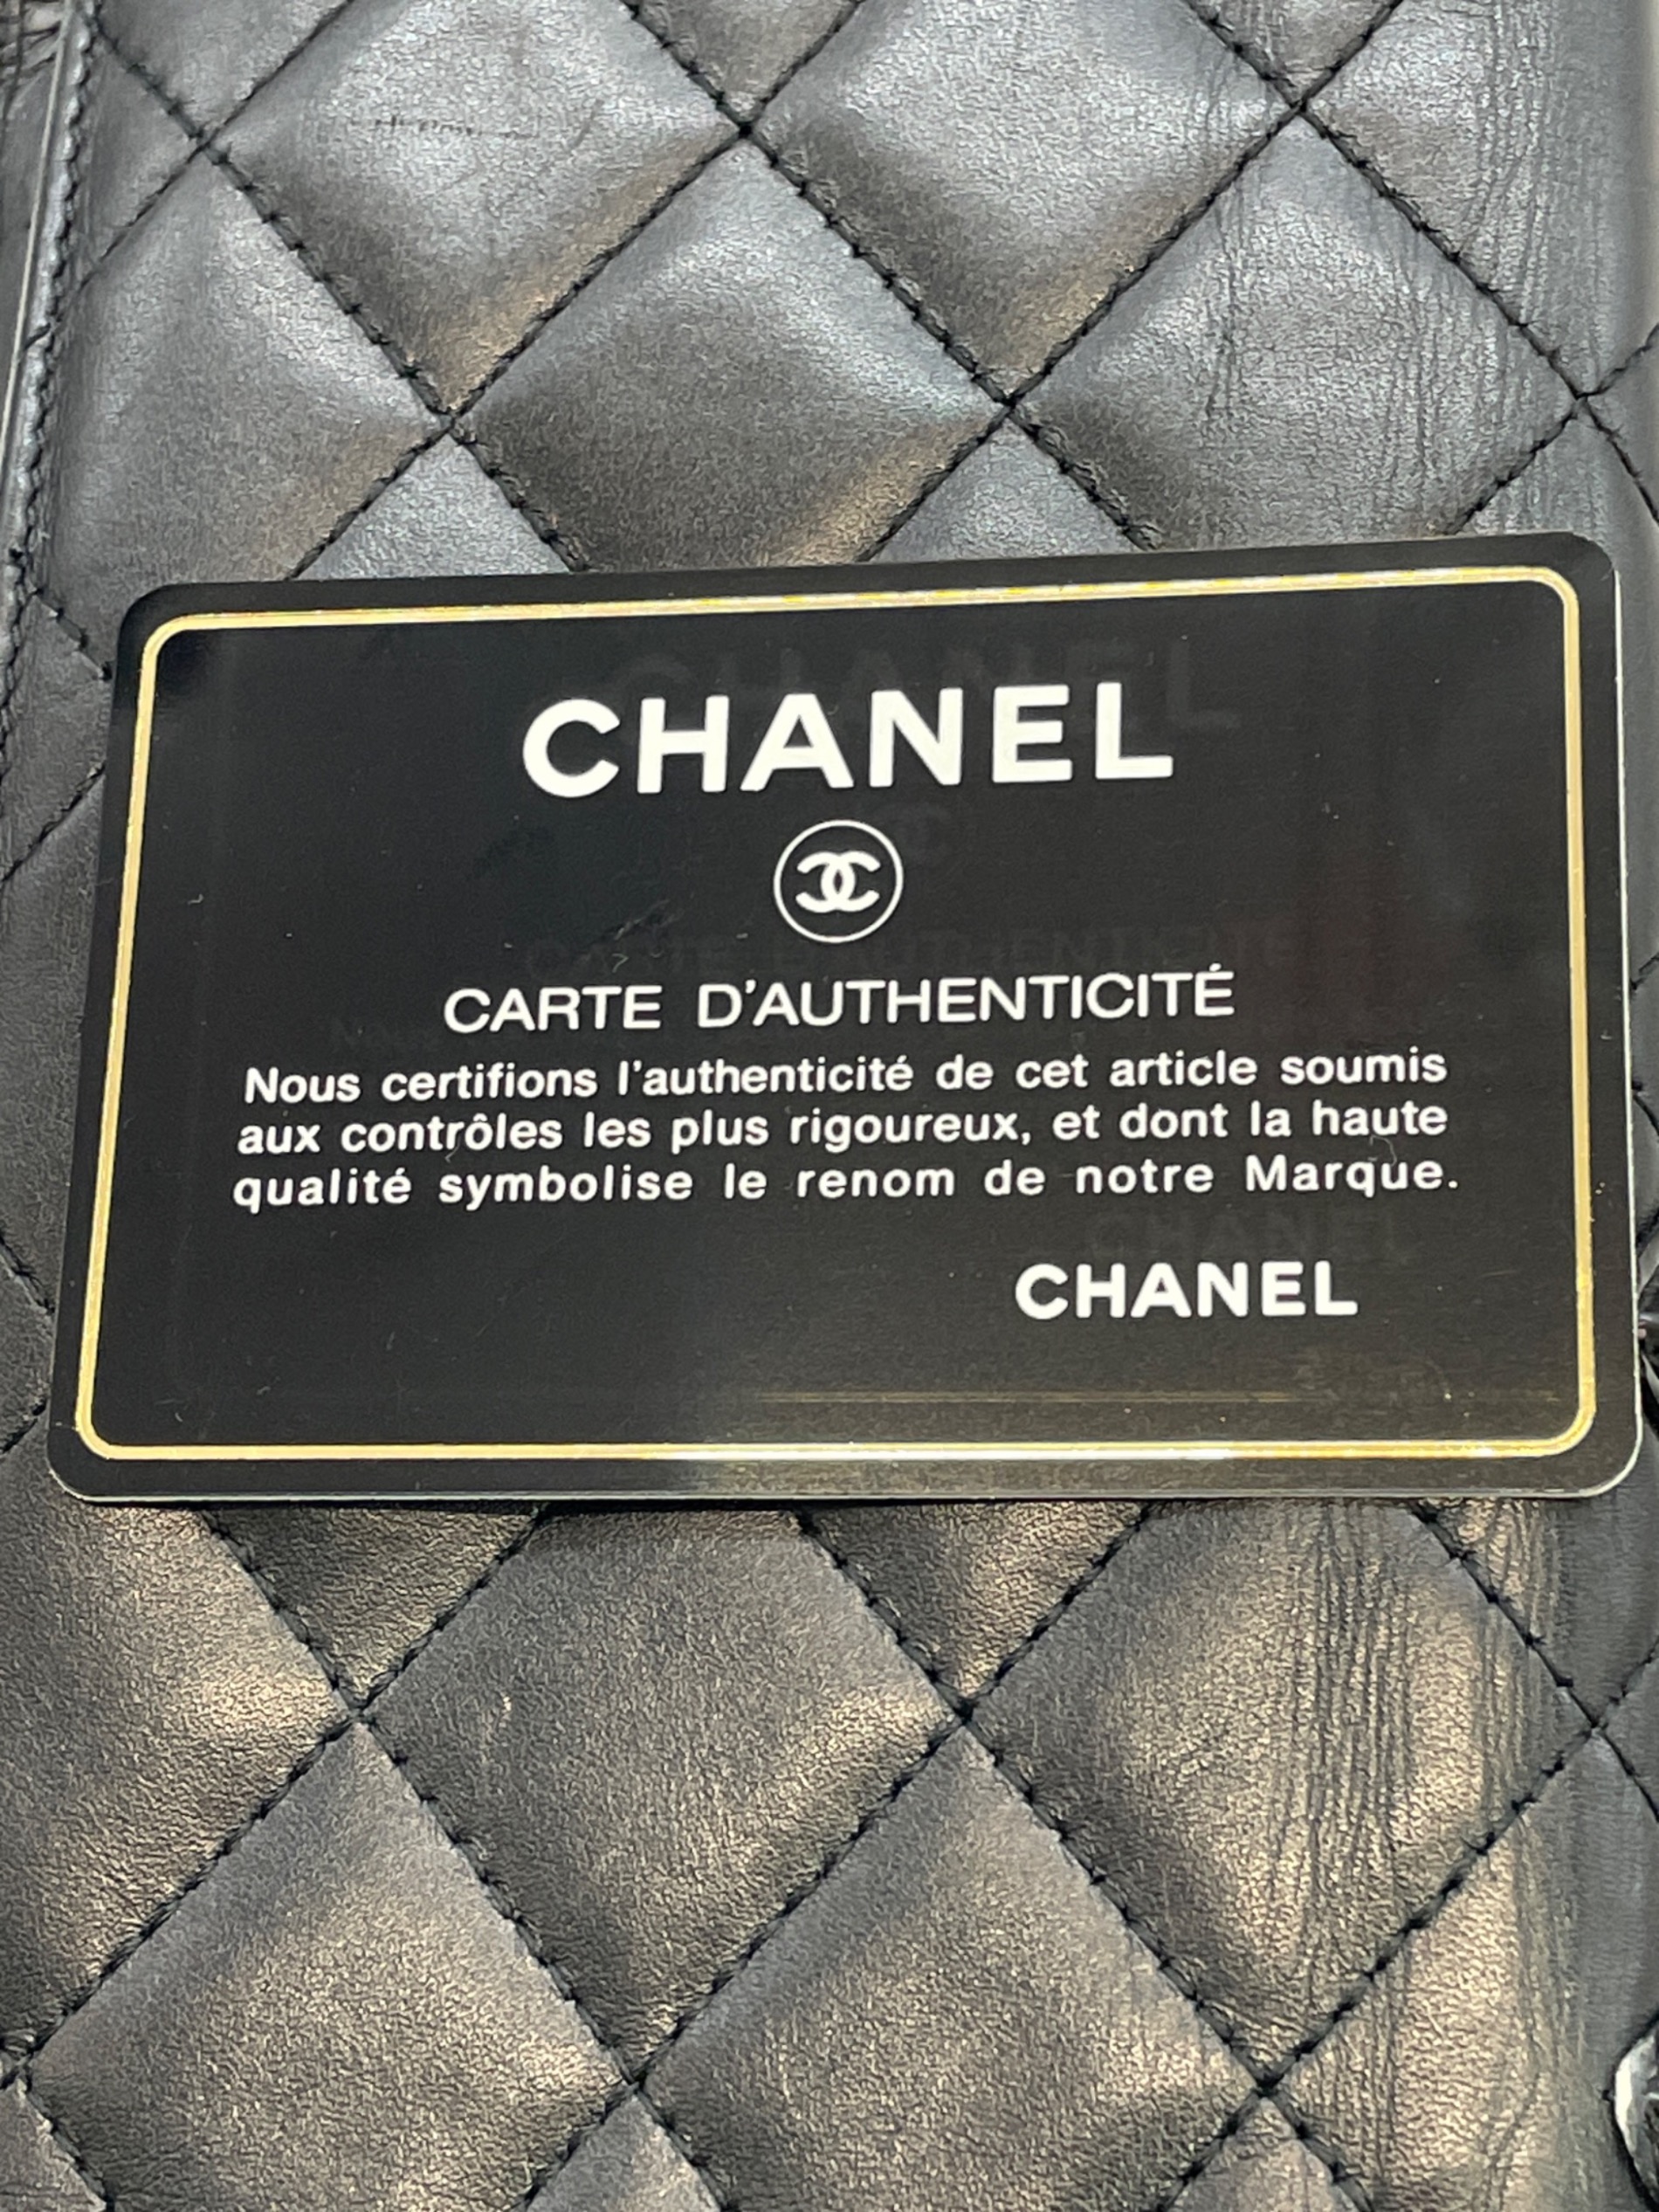 CHANEL
CARTE D'AUTHENTICITÉ
Nous certifions l'authenticité de cet article soumis
aux contrôles les plus rigoureux, et dont la haute
qualité symbolise le renom de notre Marque.
CHANEL